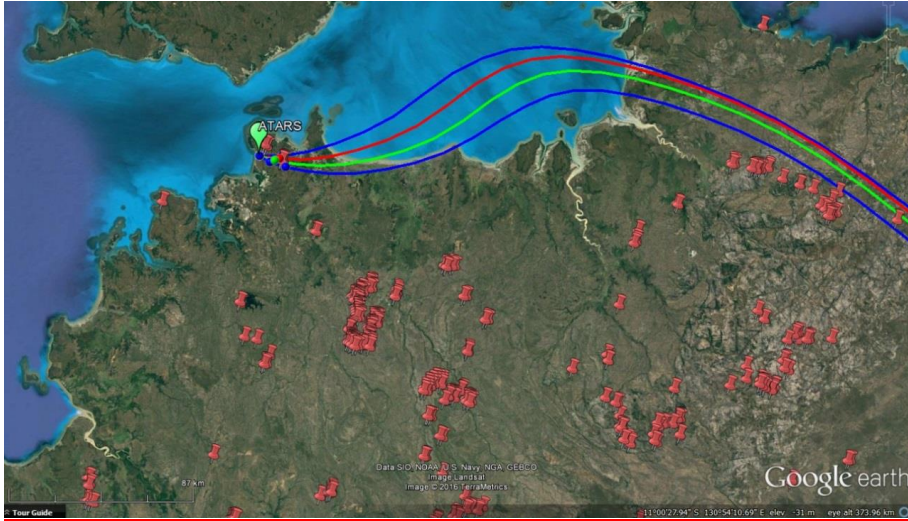 ATARS
Data SIO, NOAA, U.S. Navy, NGA, GEBCO
Image Landsat
Image © 2016 TerraMetrics
87 km
Google earth
Tour Guide
11°00'27.94" S 130°54'10.69" E elev -31 m eye alt 373.96 km